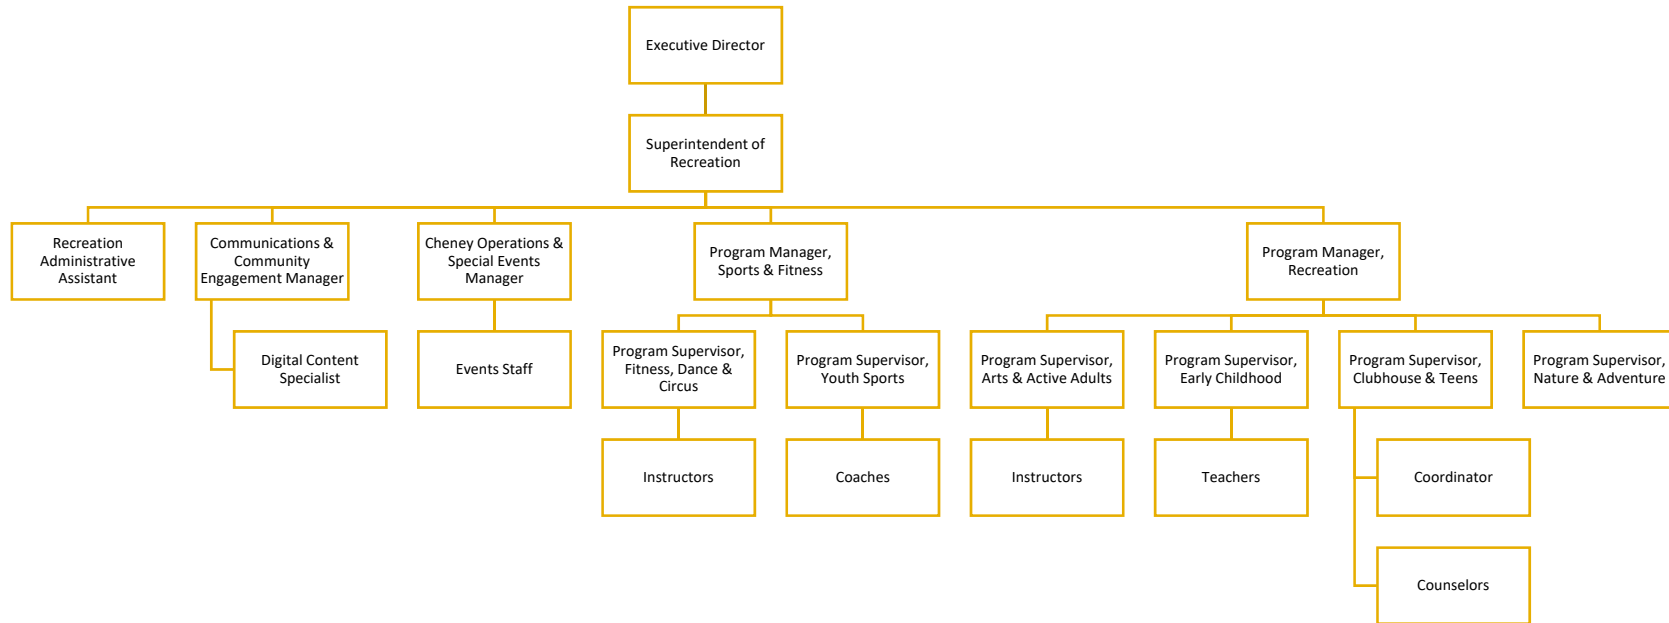 Executive Director
Superintendent of
Recreation
Recreation
Administrative
Assistant
Communications &
Community
Engagement Manager
Cheney Operations &
Special Events
Manager
Program Manager,
Sports & Fitness
Program Manager,
Recreation
Digital Content
Specialist
Events Staff
Program Supervisor,
Fitness, Dance &
Circus
Program Supervisor,
Youth Sports
Program Supervisor,
Arts & Active Adults
Program Supervisor,
Early Childhood
Program Supervisor,
Clubhouse & Teens
Program Supervisor,
Nature & Adventure
Instructors
Coaches
Instructors
Teachers
Coordinator
Counselors